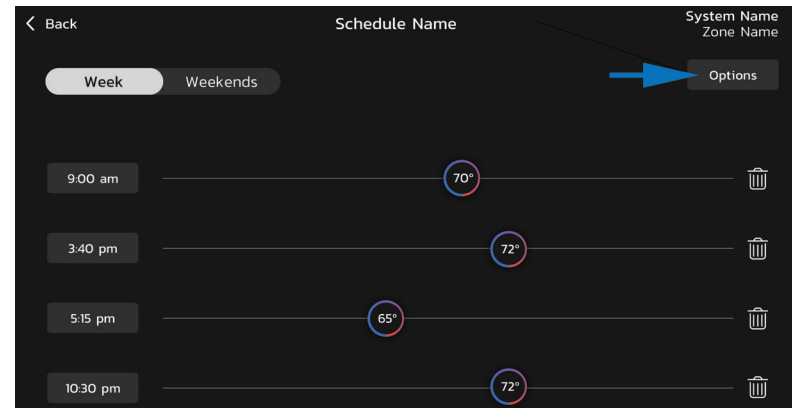 Back
Schedule Name
System Name
Zone Name
Week
Weekends
Options
9:00 am
70°
3:40 pm
72°
5:15 pm
65°
10:30 pm
72°